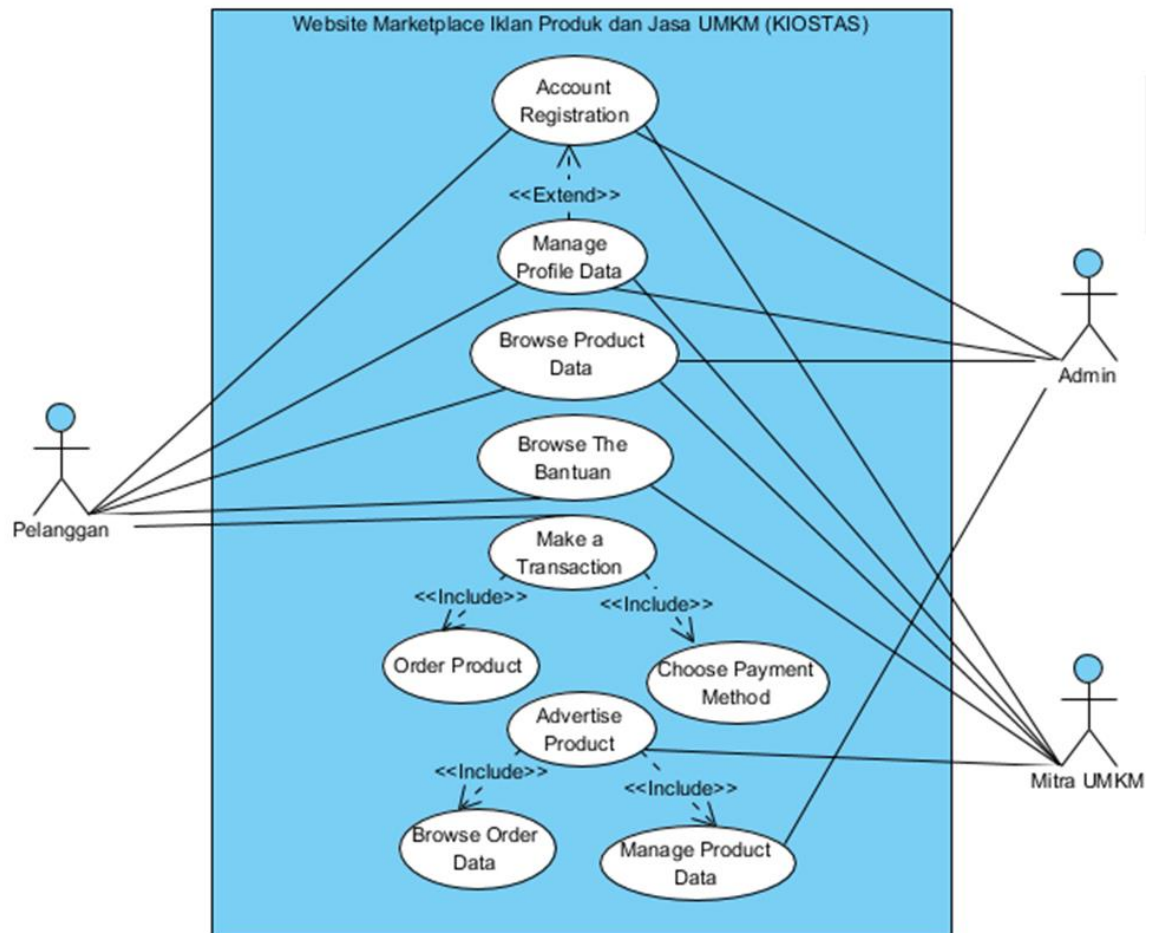 Website Marketplace Iklan Produk dan Jasa UMKM (KIOSTAS)
Account
Registration
<<Extend>>
Manage
Profile Data
Browse Product
Data
Admin
Browse The
Bantuan
Pelanggan
Make a
Transaction
<<Include>>
<<Include>>
Order Product
Choose Payment
Method
Advertise
Product
Mitra UMKM
<<Include>>
<<Include>>
Browse Order
Data
Manage Product
Data